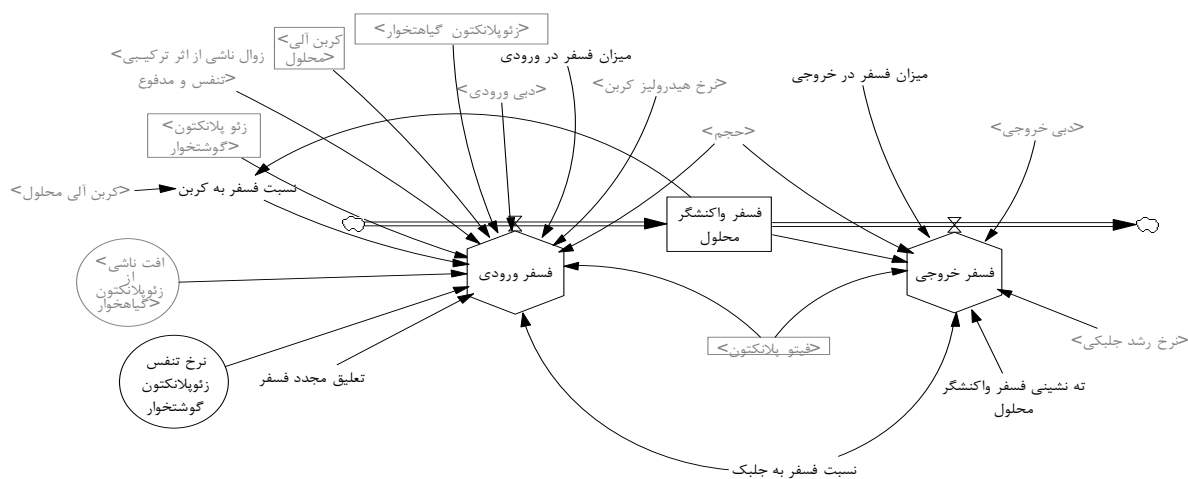 <زئوپلانکتون گیاهتخوار>
<کربن آلی
محلول>
میزان فسفر در ورودی
<زوال ناشی از اثر ترکیبی
تنفس و مدفوع>
میزان فسفر در خروجی
<نرخ هیدرولیز کربن>
<دبی ورودی>
<زئو پلانکتون
گوشتخوار>
<حجم>
<دبی خروجی>
نسبت فسفر به کربن
<کربن آلی محلول>
فسفر واکنشگر
محلول
<افت ناشی
از
زئوپلانکتون
گیاهخوار>
فسفر ورودی
فسفر خروجی
<فیتو پلانکتون>
<نرخ رشد جلبکی>
نرخ تنفس
زئوپلانکتون
گوشتخوار
تعلیق مجدد فسفر
ته نشینی فسفر واکنشگر
محلول
نسبت فسفر به جلبک